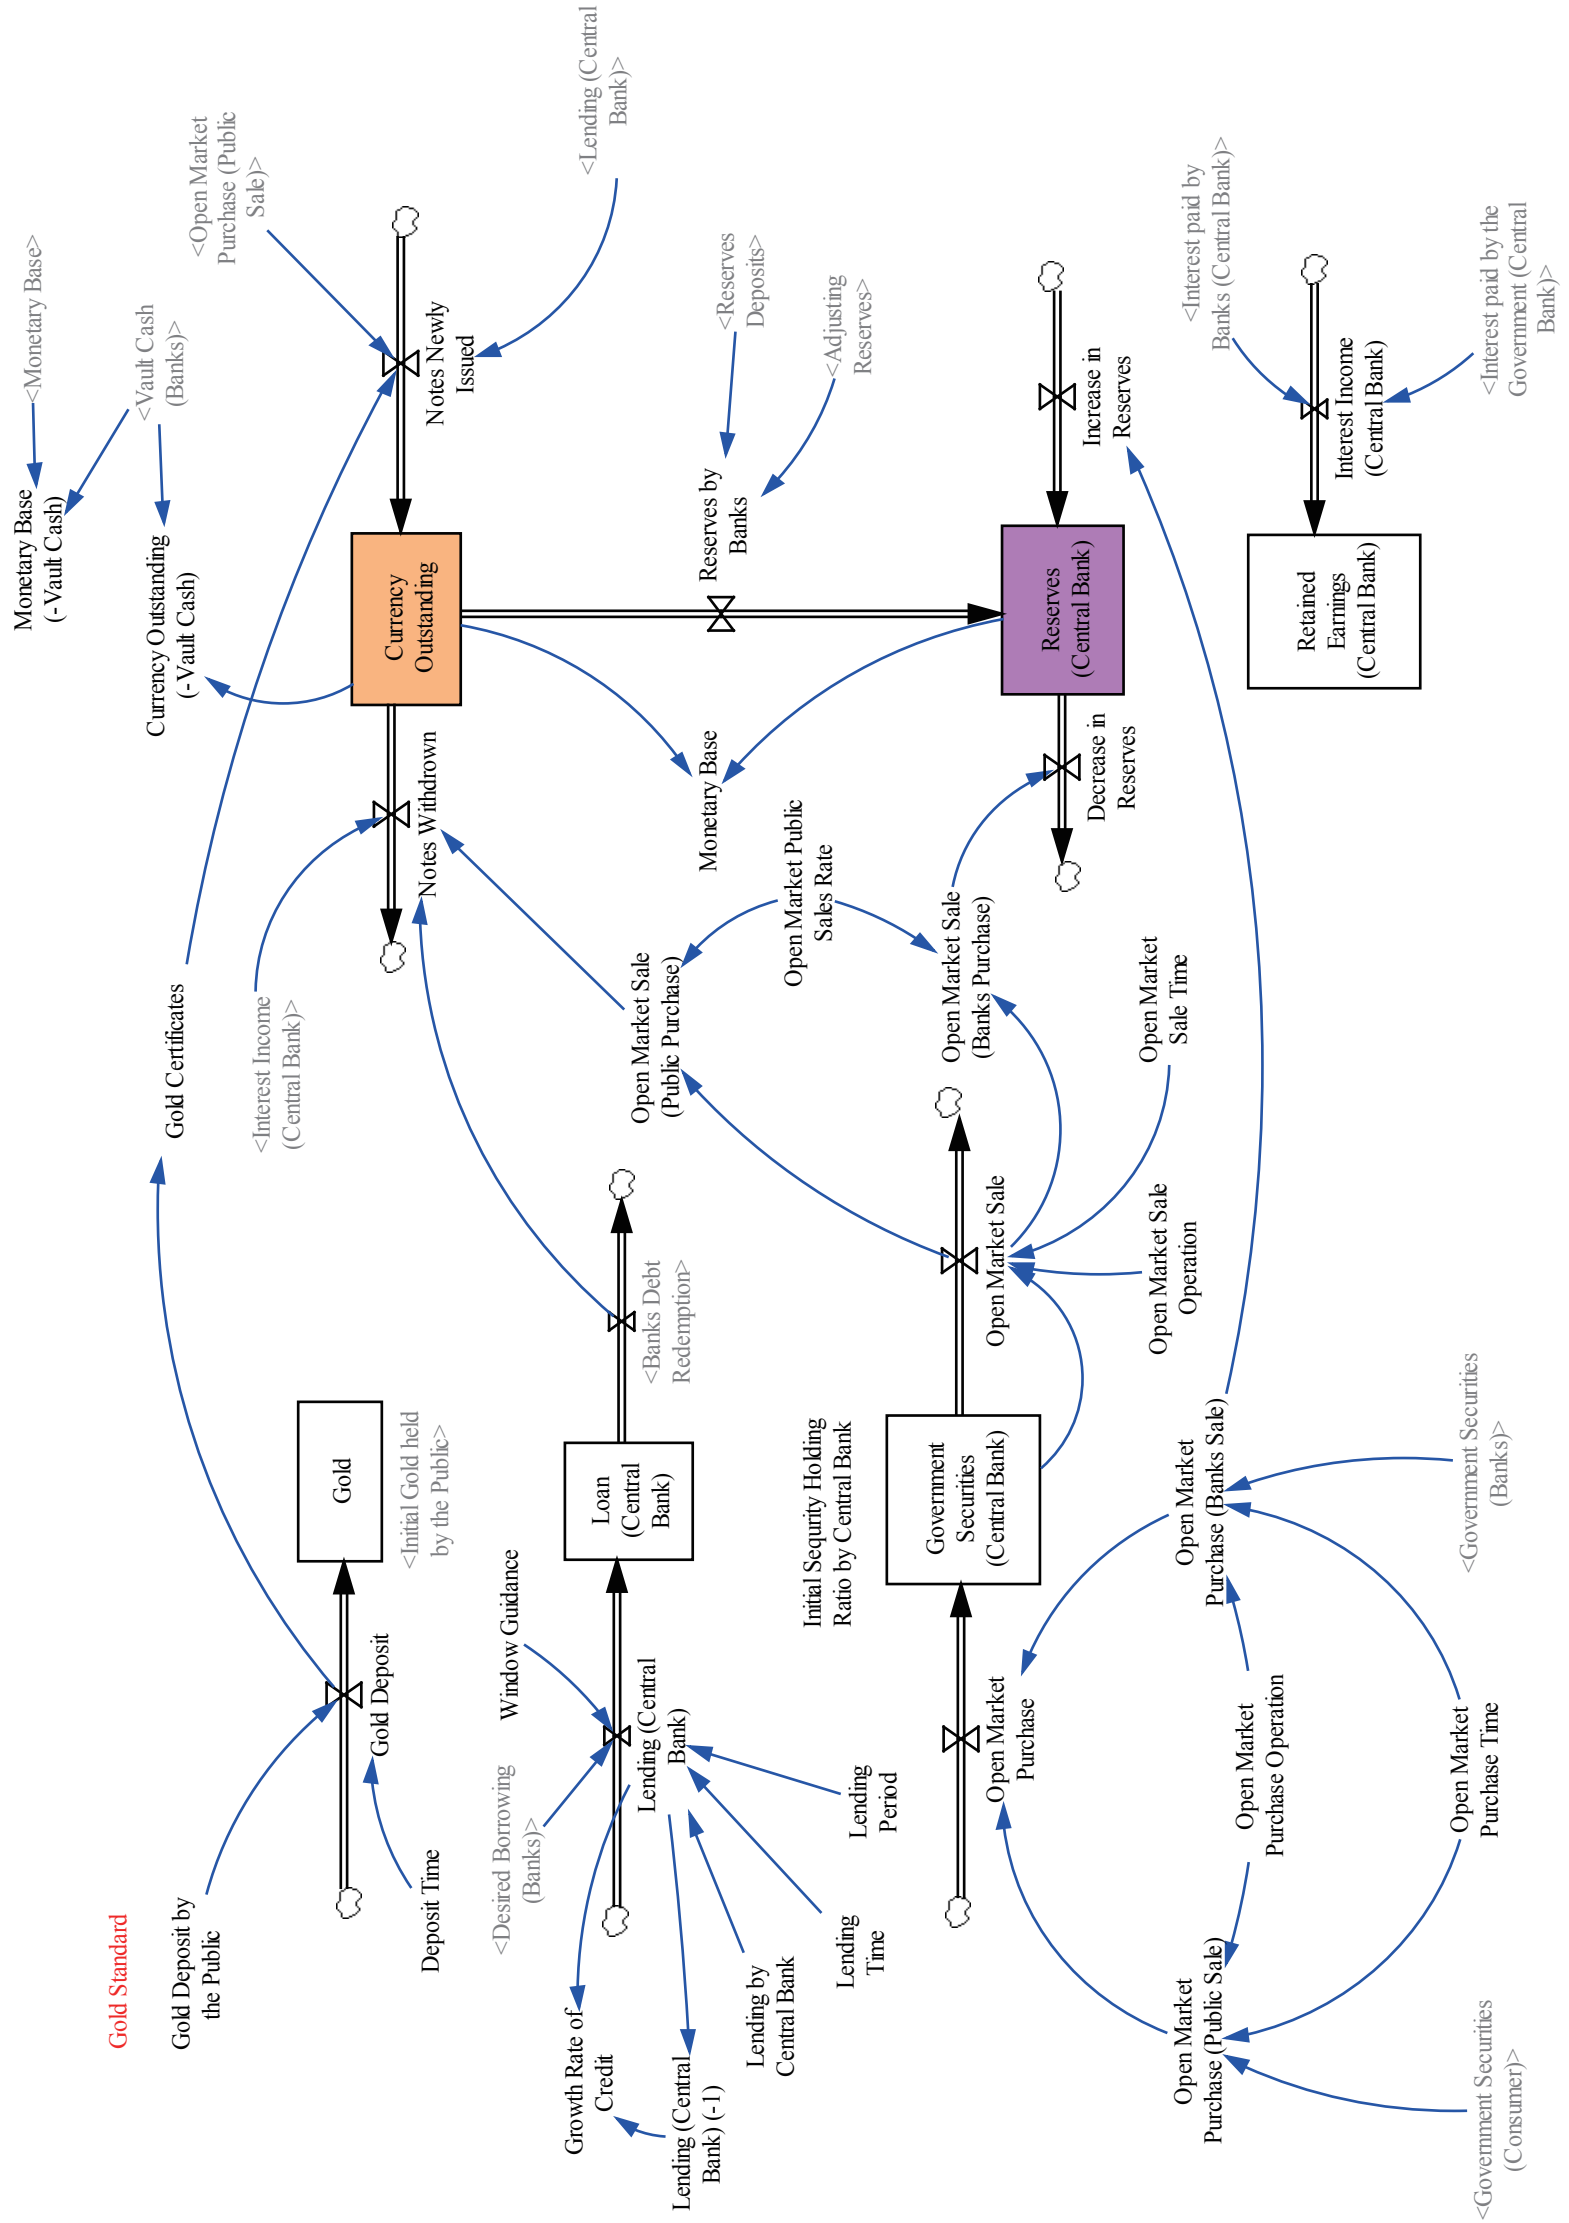 Gold Standard
Gold Deposit by
the Public
Deposit Time
Gold Deposit
Gold
<Initial Gold held
by the Public>
Gold Certificates
<Interest Income
(Central Bank)>
Currency Outstanding
(-Vault Cash)
Monetary Base
(-Vault Cash)
<Monetary Base>
<Vault Cash
(Banks)>
<Open Market
Purchase (Public
Sale)>
Notes Withdrown
Currency
Outstanding
Notes Newly
Issued
<Lending (Central
Bank)>
Growth Rate of
Credit
Lending (Central
Bank) (-1)
<Desired Borrowing
(Banks)>
Window Guidance
Lending (Central
Bank)
Lending by
Central Bank
Lending
Time
Lending
Period
Loan
(Central
Bank)
<Banks Debt
Redemption>
Open Market Sale
(Public Purchase)
Monetary Base
Reserves by
Banks
<Reserves
Deposits>
<Adjusting
Reserves>
Open Market Public
Sales Rate
Initial Sequrity Holding
Ratio by Central Bank
Open Market
Purchase
Government
Securities
(Central Bank)
Open Market Sale
Open Market Sale
(Banks Purchase)
Decrease in
Reserves
Reserves
(Central Bank)
Increase in
Reserves
Open Market Sale
Operation
Open Market
Sale Time
Open Market
Purchase (Public Sale)
Open Market
Purchase (Banks Sale)
Open Market
Purchase Operation
Open Market
Purchase Time
<Government Securities
(Consumer)>
<Government Securities
(Banks)>
Retained
Earnings
(Central Bank)
Interest Income
(Central Bank)
<Interest paid by
Banks (Central Bank)>
<Interest paid by the
Government (Central
Bank)>